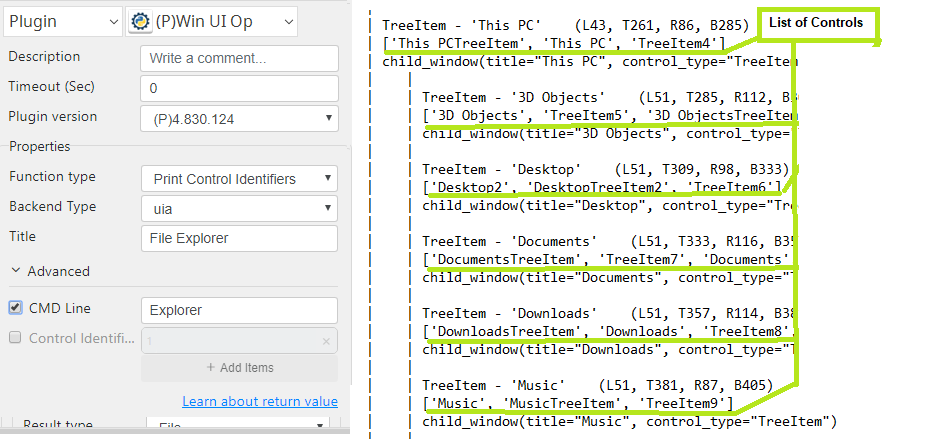 Plugin
(P)Win UI Op
Description
Write a comment...
Timeout (Sec)
0
Plugin version
(P)4.830.124
Properties
Function type
Print Control Identifiers
Backend Type
uia
Title
File Explorer
Advanced
CMD Line
Explorer
Control Identifi...
1
+ Add Items
Learn about return value
Result type
File
List of Controls
TreeItem - 'This PC'    (L43, T261, R86, B285)
['This PCTreeItem', 'This PC', 'TreeItem4']
child_window(title="This PC", control_type="TreeItem
TreeItem - '3D Objects'    (L51, T285, R112, B3
['3D Objects', 'TreeItem5', '3D ObjectsTreeItem
child_window(title="3D Objects", control_type="
TreeItem - 'Desktop'    (L51, T309, R98, B333)
['Desktop2', 'DesktopTreeItem2', 'TreeItem6']
child_window(title="Desktop", control_type="Tre
TreeItem - 'Documents'    (L51, T333, R116, B35
['DocumentsTreeItem', 'TreeItem7', 'Documents'
child_window(title="Documents", control_type="T
TreeItem - 'Downloads'    (L51, T357, R114, B38
['DownloadsTreeItem', 'Downloads', 'TreeItem8'
child_window(title="Downloads", control_type="T
TreeItem - 'Music'    (L51, T381, R87, B405)
['Music', 'MusicTreeItem', 'TreeItem9']
child_window(title="Music", control_type="TreeItem")